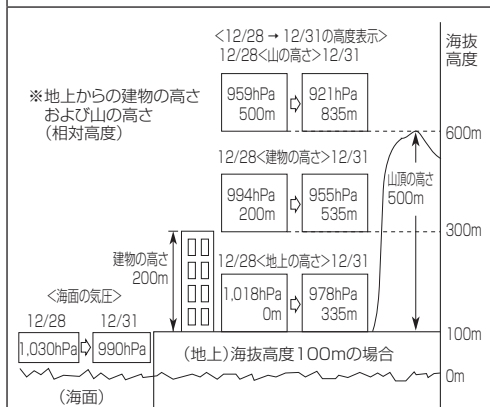 <12/28 → 12/31の高度表示>
12/28<山の高さ>12/31
海抜
高度
959hPa
500m
921hPa
835m
※地上からの建物の高さ
および山の高さ
(相対高度)
600m
12/28<建物の高さ>12/31
994hPa
200m
955hPa
535m
山頂の高さ
500m
300m
建物の高さ
200m
12/28<地上の高さ>12/31
1,018hPa
0m
978hPa
335m
<海面の気圧>
12/28 12/31
1,030hPa 990hPa
100m
(地上)海抜高度100mの場合
0m
(海面)